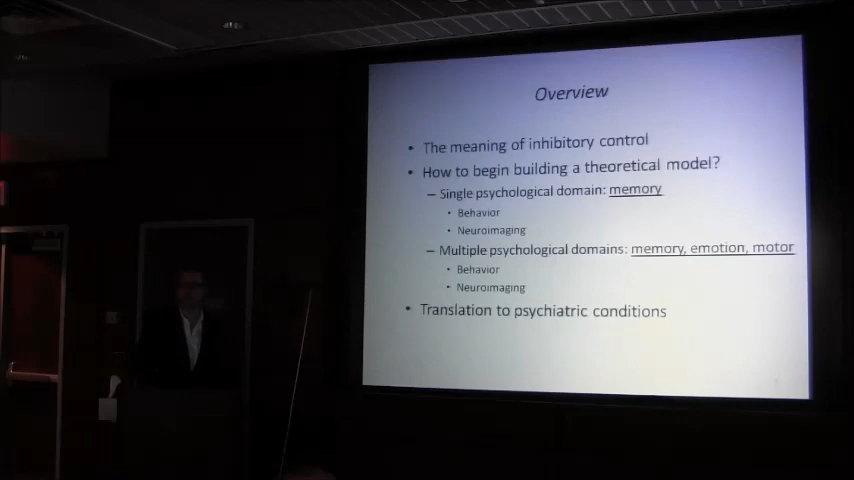 Overview
• The meaning of inhibitory control
• How to begin building a theoretical model?
– Single psychological domain: memory
• Behavior
• Neuroimaging
– Multiple psychological domains: memory, emotion, motor
• Behavior
• Neuroimaging
• Translation to psychiatric conditions